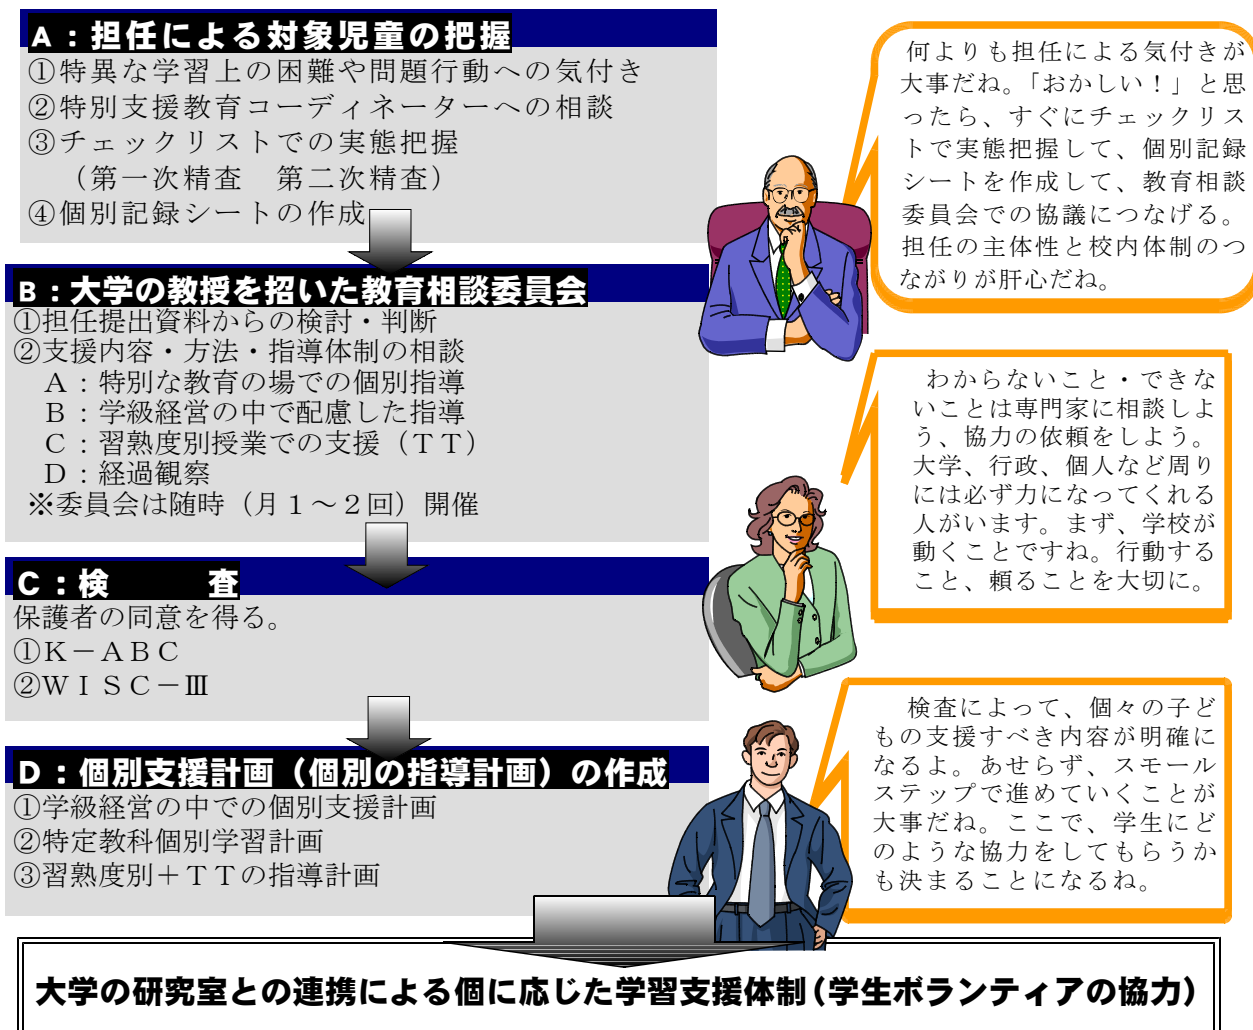 A：担任による対象児童の把握
①特異な学習上の困難や問題行動への気付き
②特別支援教育コーディネーターへの相談
③チェックリストでの実態把握
（第一次精査　第二次精査）
④個別記録シートの作成
何よりも担任による気付きが
大事だね。「おかしい！」と思
ったら、すぐにチェックリス
トで実態把握して、個別記録
シートを作成して、教育相談
委員会での協議につなげる。
担任の主体性と校内体制のつ
ながりが肝心だね。
B：大学の教授を招いた教育相談委員会
①担任提出資料からの検討・判断
②支援内容・方法・指導体制の相談
Ａ：特別な教育の場での個別指導
Ｂ：学級経営の中で配慮した指導
Ｃ：習熟度別授業での支援（ＴＴ）
Ｄ：経過観察
※委員会は随時（月１～２回）開催
わからないこと・できな
いことは専門家に相談しよ
う、協力の依頼をしよう。
大学、行政、個人など周り
には必ず力になってくれる
人がいます。まず、学校が
動くことですね。行動する
こと、頼ることを大切に。
C：検　　　査
保護者の同意を得る。
①Ｋ－ＡＢＣ
②ＷＩＳＣ－Ⅲ
検査によって、個々の子ど
もの支援すべき内容が明確に
なるよ。あせらず、スモール
ステップで進めていくことが
大事だね。ここで、学生にど
のような協力をしてもらうか
も決まることになるね。
D：個別支援計画（個別の指導計画）の作成
①学級経営の中での個別支援計画
②特定教科個別学習計画
③習熟度別＋ＴＴの指導計画
大学の研究室との連携による個に応じた学習支援体制（学生ボランティアの協力）